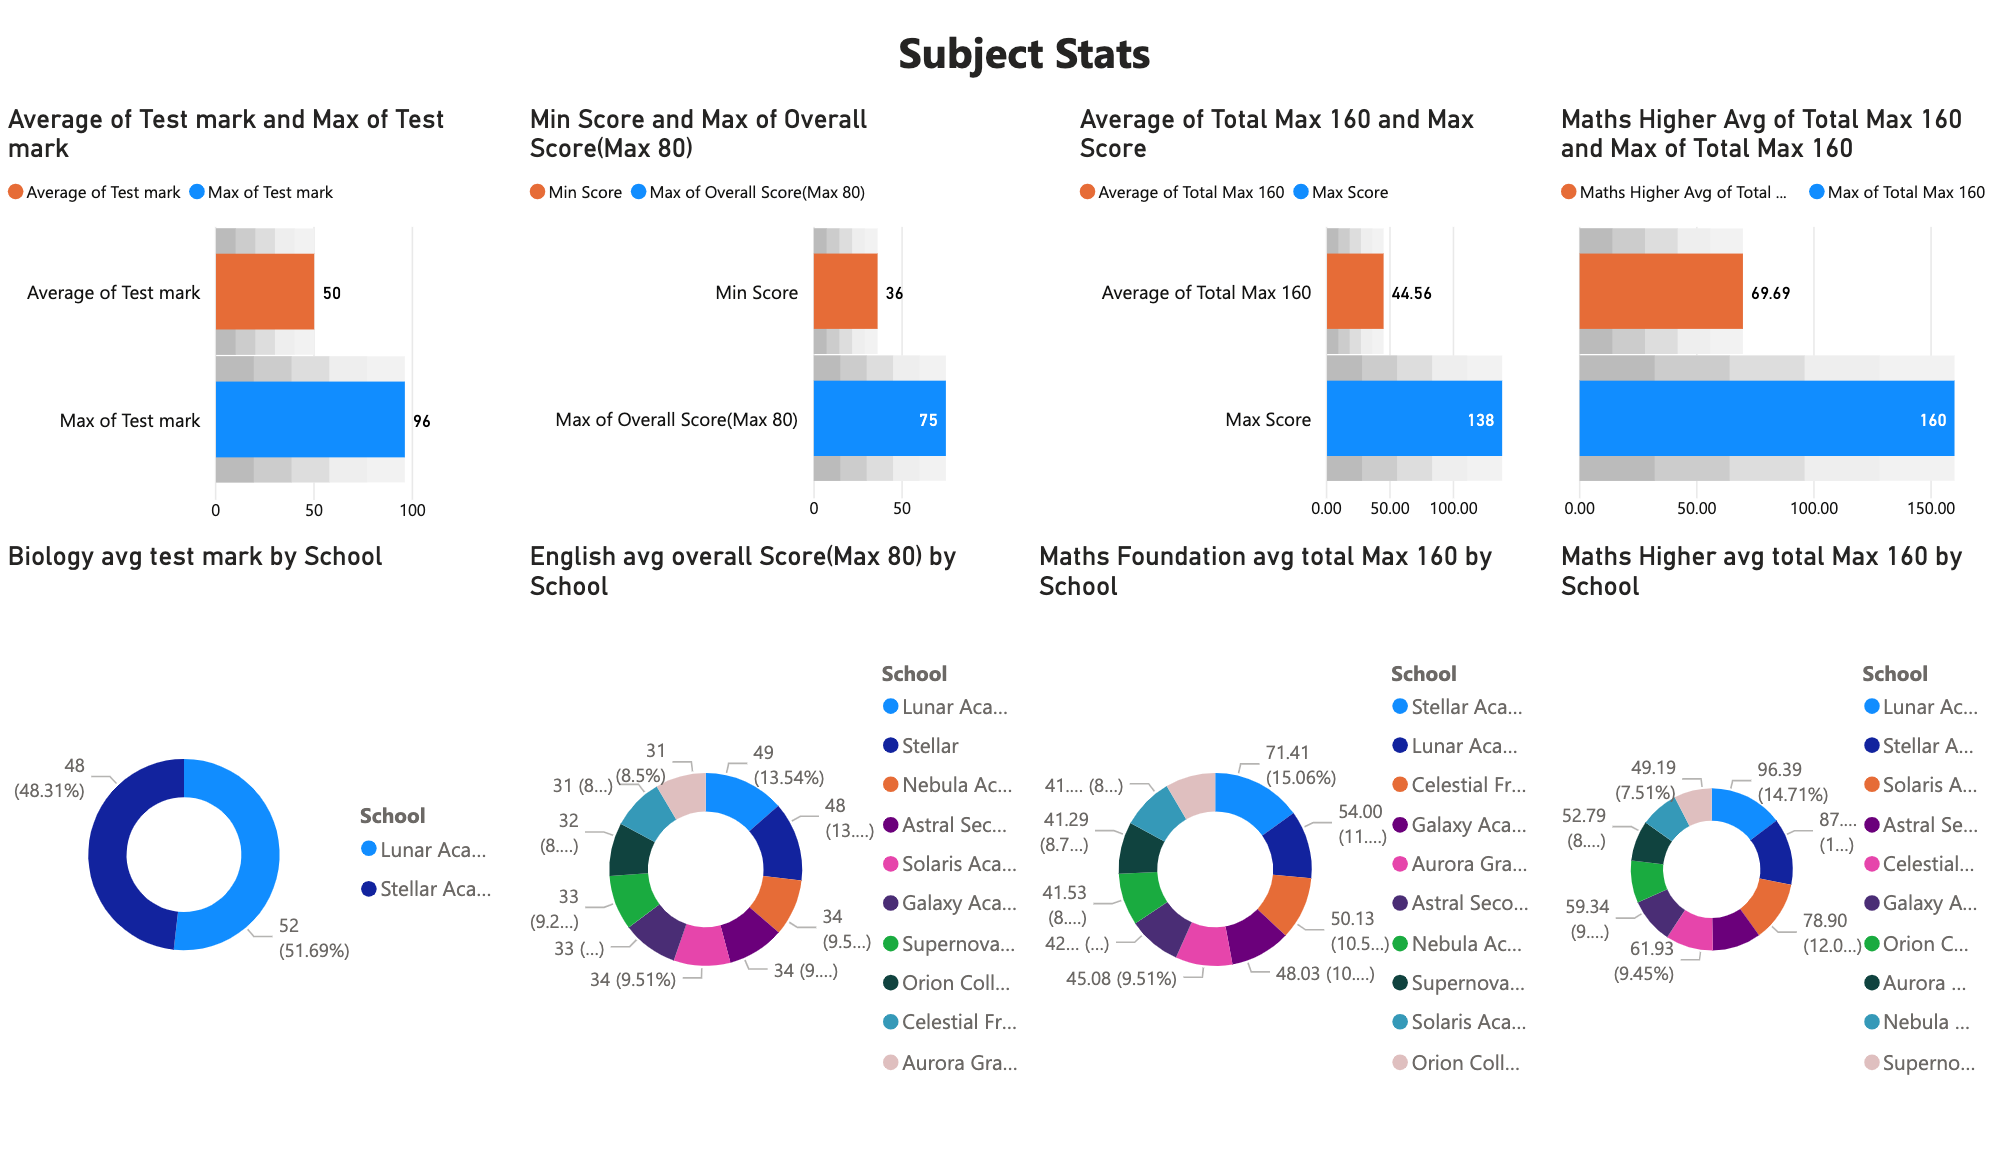 Subject Stats
Average of Test mark and Max of Test
mark
Average of Test mark
Max of Test mark
Average of Test mark
50
Max of Test mark
96
0
50
100
Min Score and Max of Overall
Score(Max 80)
Min Score
Max of Overall Score(Max 80)
Min Score
36
Max of Overall Score(Max 80)
75
0
50
Average of Total Max 160 and Max
Score
Average of Total Max 160
Max Score
Average of Total Max 160
44.56
Max Score
138
0.00
50.00
100.00
Maths Higher Avg of Total Max 160
and Max of Total Max 160
Maths Higher Avg of Total ...
Max of Total Max 160
69.69
160
0.00
50.00
100.00
150.00
Biology avg test mark by School
48
(48.31%)
52
(51.69%)
School
Lunar Aca...
Stellar Aca...
English avg overall Score(Max 80) by
School
49
(13.54%)
48
(13....)
34
(9.5...)
34 (9....)
34 (9.51%)
33 (...)
33
(9.2...)
32
(8....)
31 (8...)
31
(8.5%)
School
Lunar Aca...
Stellar
Nebula Ac...
Astral Sec...
Solaris Aca...
Galaxy Aca...
Supernova...
Orion Coll...
Celestial Fr...
Aurora Gra...
Maths Foundation avg total Max 160 by
School
71.41
(15.06%)
54.00
(11....)
50.13
(10.5...)
48.03 (10....)
45.08 (9.51%)
42... (...)
41.53
(8....)
41.29
(8.7...)
41.... (8...)
School
Stellar Aca...
Lunar Aca...
Celestial Fr...
Galaxy Aca...
Aurora Gra...
Astral Seco...
Nebula Ac...
Supernova...
Solaris Aca...
Orion Coll...
Maths Higher avg total Max 160 by
School
96.39
(14.71%)
87....
(1...)
78.90
(12.0...)
61.93
(9.45%)
59.34
(9....)
52.79
(8....)
49.19
(7.51%)
School
Lunar Ac...
Stellar A...
Solaris A...
Astral Se...
Celestial...
Galaxy A...
Orion C...
Aurora ...
Nebula ...
Superno...